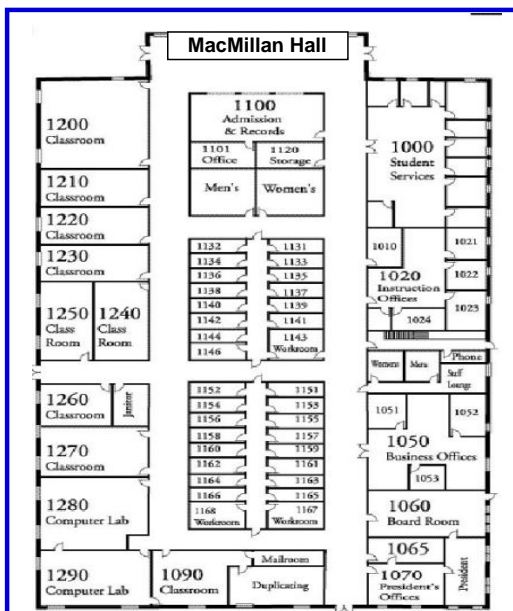 MacMillan Hall
1100
Admission
& Records
1101
Office
1120
Storage
Men's
Women's
1200
Classroom
1210
Classroom
1220
Classroom
1230
Classroom
1250
Class
Room
1240
Class
Room
1260
Classroom
Janitor
1270
Classroom
1280
Computer Lab
1290
Computer Lab
1090
Classroom
Mailroom
Duplicating
1132
1134
1136
1138
1140
1142
1144
1146
1131
1133
1135
1137
1139
1141
1143
Workroom
1152
1154
1156
1158
1160
1162
1164
1166
1168
Workroom
1151
1153
1155
1157
1159
1161
1163
1165
1167
Workroom
1000
Student
Services
1010
1021
1020
Instruction
Offices
1022
1023
1024
Womens
Mens
Phone
Staff
Lounge
1051
1052
1050
Business Offices
1053
1060
Board Room
1065
1070
President's
Offices
President